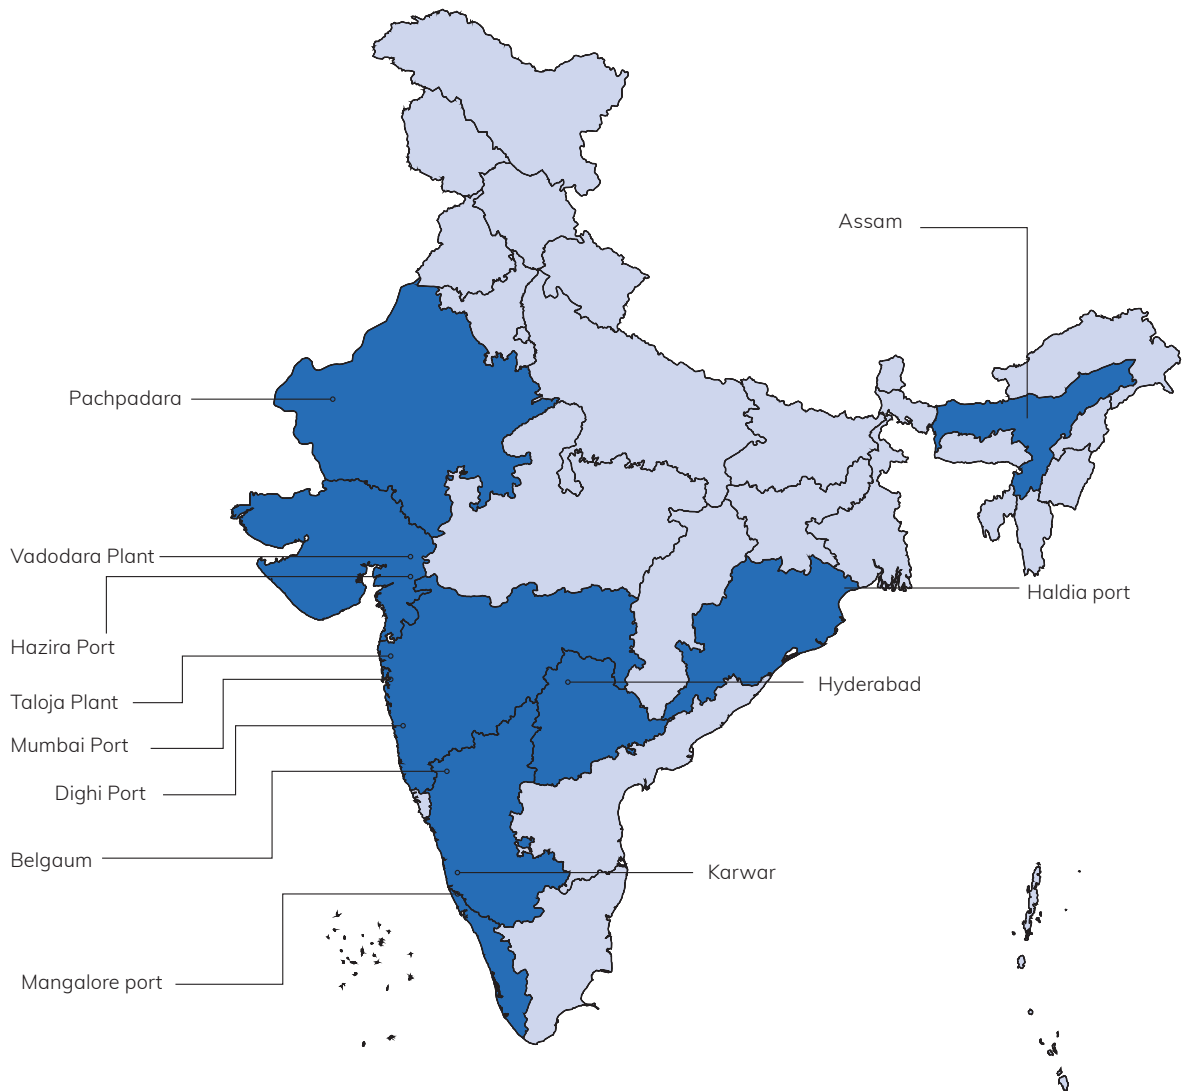 Assam
Pachpadara
Vadodara Plant
Haldia port
Hazira Port
Hyderabad
Taloja Plant
Mumbai Port
Dighi Port
Belgaum
Karwar
Mangalore port